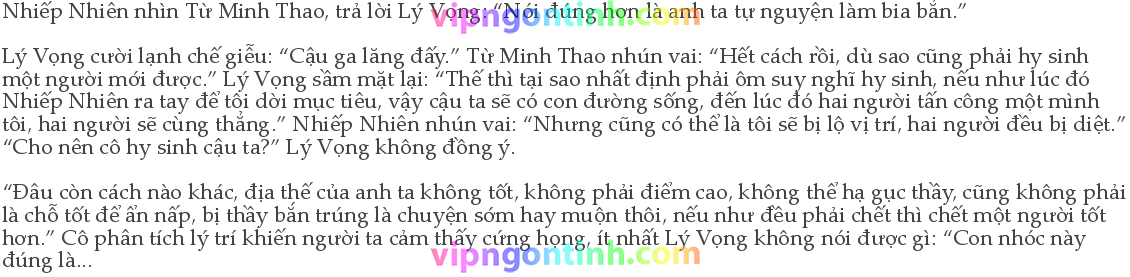 Nhiếp Nhiên nhìn Từ Minh Thao, trả lời Lý Vọng: “Nói đúng hơn là anh ta tự nguyện làm bia bắn.”
vipngontinh.com
Lý Vọng cười lạnh chế giễu: “Cậu ga lăng đấy.” Từ Minh Thao nhún vai: “Hết cách rồi, dù sao cũng phải hy sinh
một người mới được.” Lý Vọng sầm mặt lại: “Thế thì tại sao nhất định phải ôm suy nghĩ hy sinh, nếu như lúc đó
Nhiếp Nhiên ra tay để tôi dời mục tiêu, vậy cậu ta sẽ có con đường sống, đến lúc đó hai người tấn công một mình
tôi, hai người sẽ cùng thắng.” Nhiếp Nhiên nhún vai: “Nhưng cũng có thể là tôi sẽ bị lộ vị trí, hai người đều bị diệt.”
“Cho nên cô hy sinh cậu ta?” Lý Vọng không đồng ý.
“Đâu còn cách nào khác, địa thế của anh ta không tốt, không phải điểm cao, không thể hạ gục thầy, cũng không phải
là chỗ tốt để ẩn nấp, bị thầy bắn trúng là chuyện sớm hay muộn thôi, nếu như đều phải chết thì chết một người tốt
hơn.” Cô phân tích lý trí khiến người ta cảm thấy cứng họng, ít nhất Lý Vọng không nói được gì: “Con nhóc này
vipngontinh.com
đúng là...